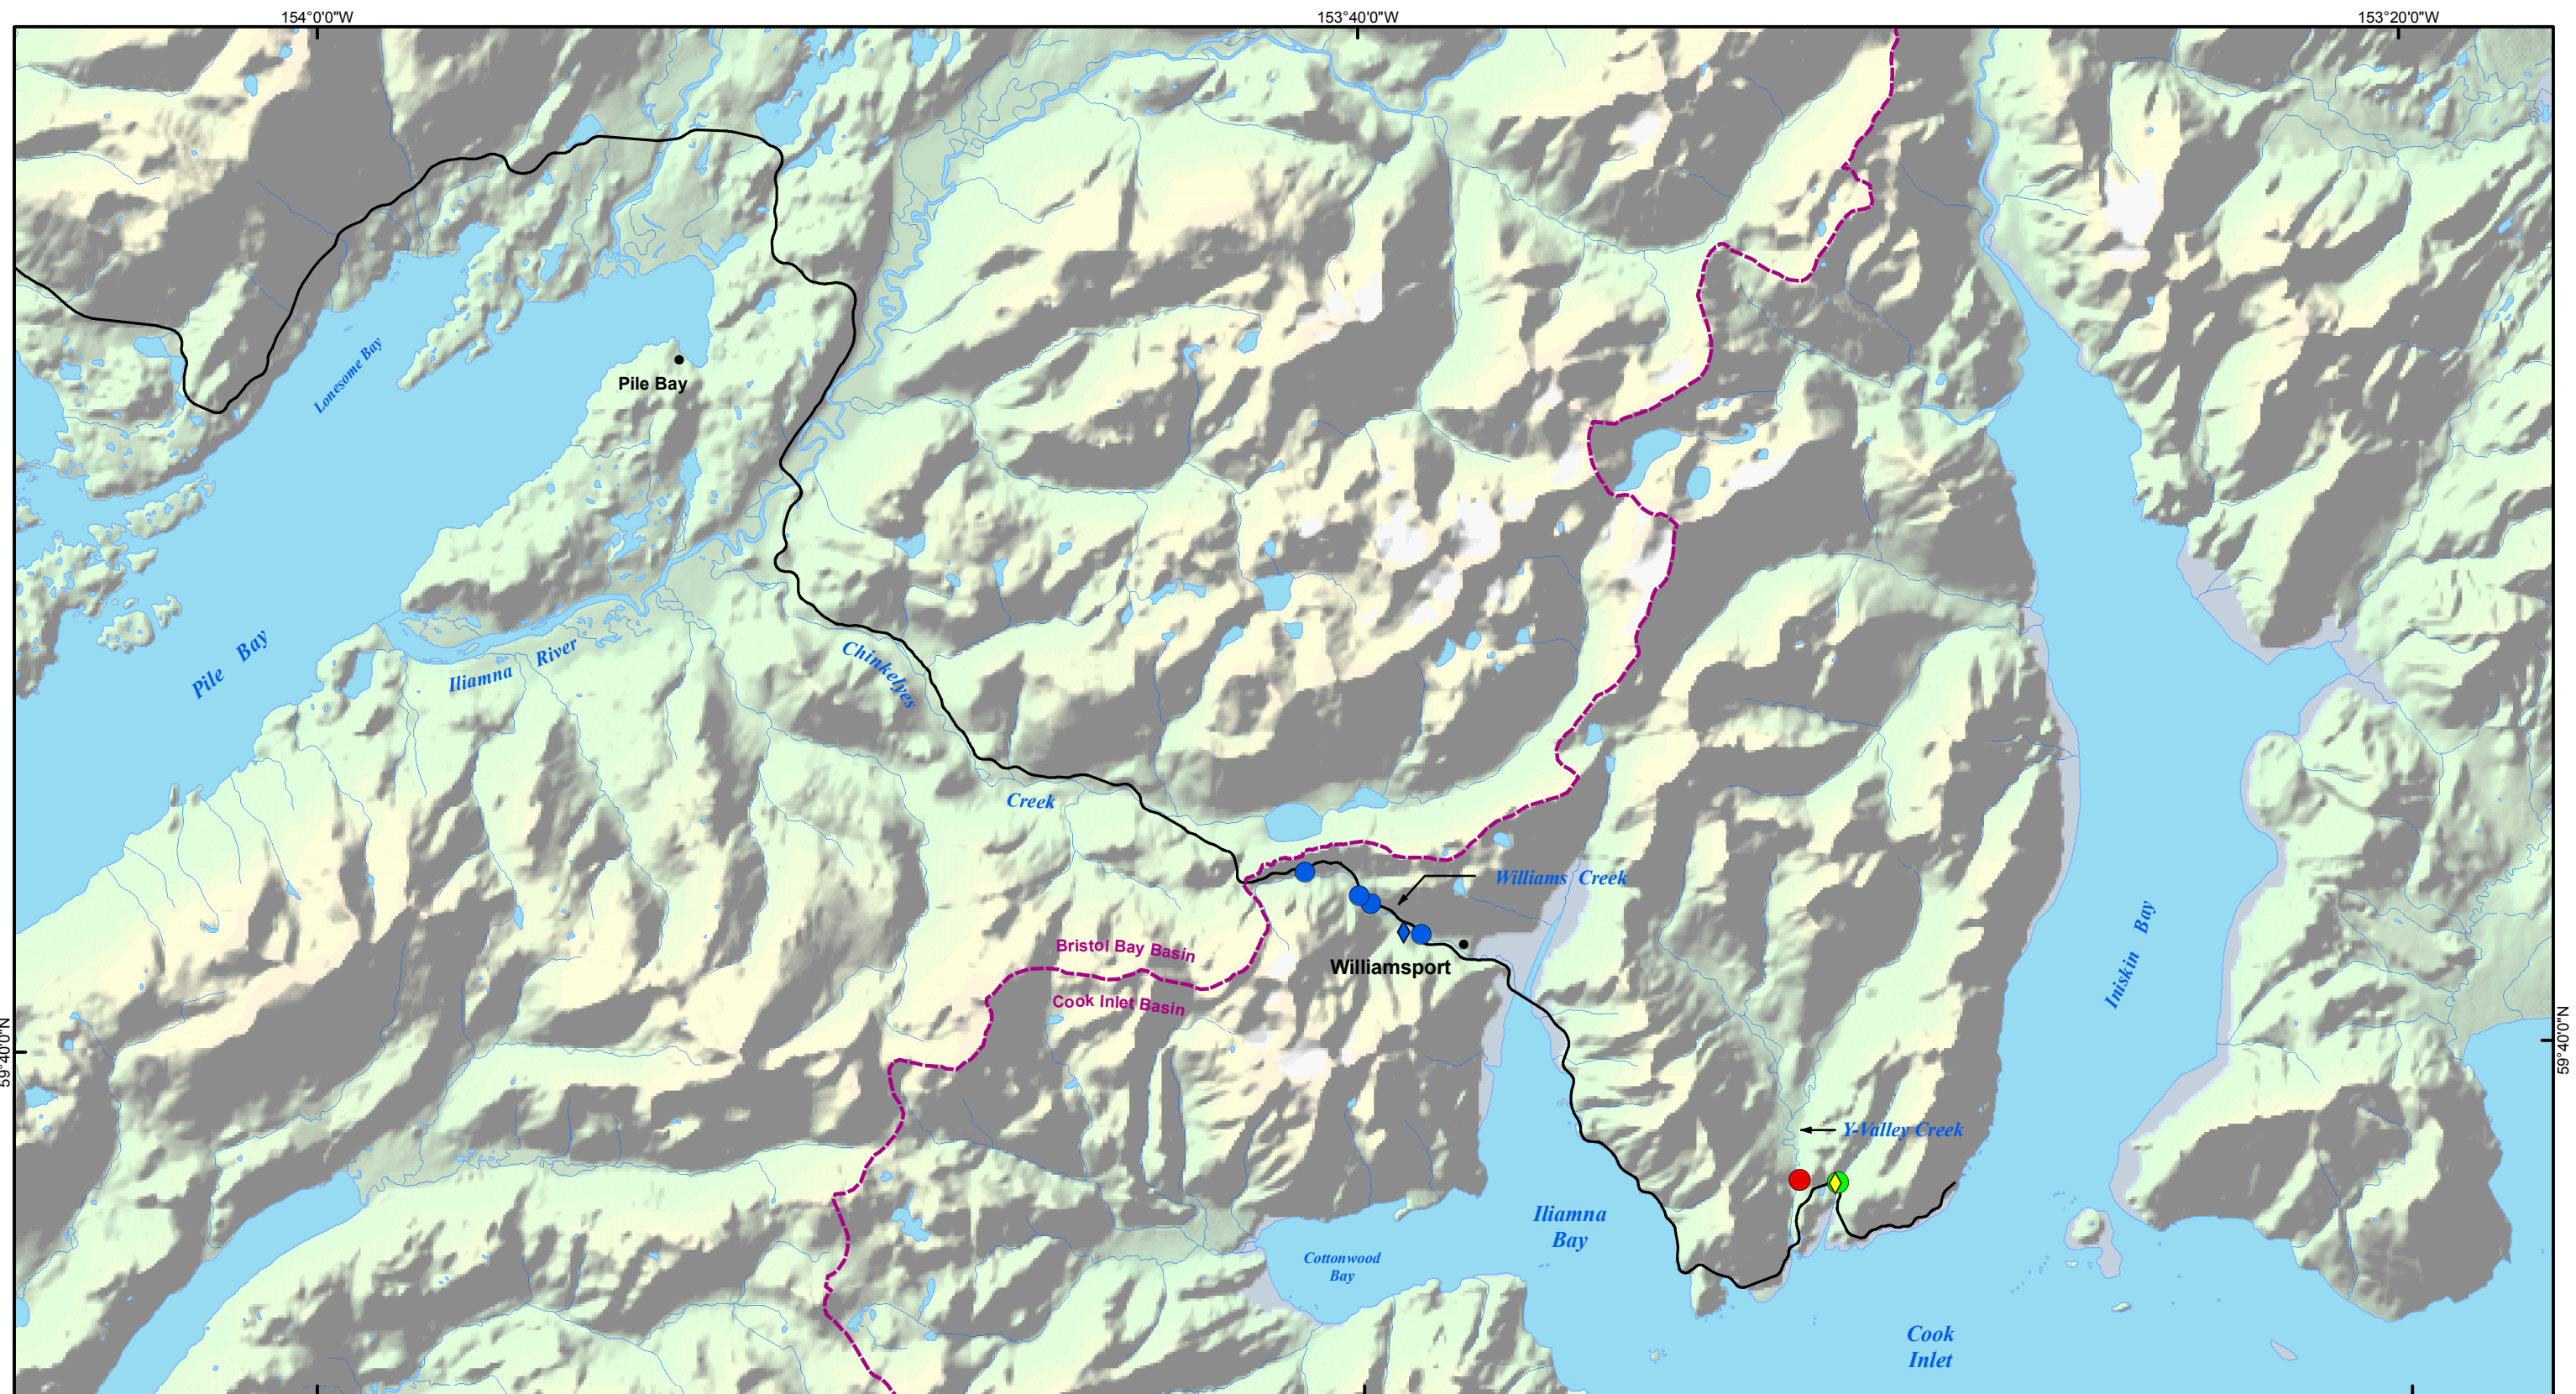 154°0'0"W
153°40'0"W
153°20'0"W
Lonesome Bay
Pile Bay
Pile Bay
Iliamna River
Chinkelyes
Creek
Williams Creek
Iniskin Bay
Bristol Bay Basin
Williamsport
Cook Inlet Basin
59°40'0"N
59°40'0"N
Y-Valley Creek
Iliamna
Bay
Cottonwood
Bay
Cook
Inlet